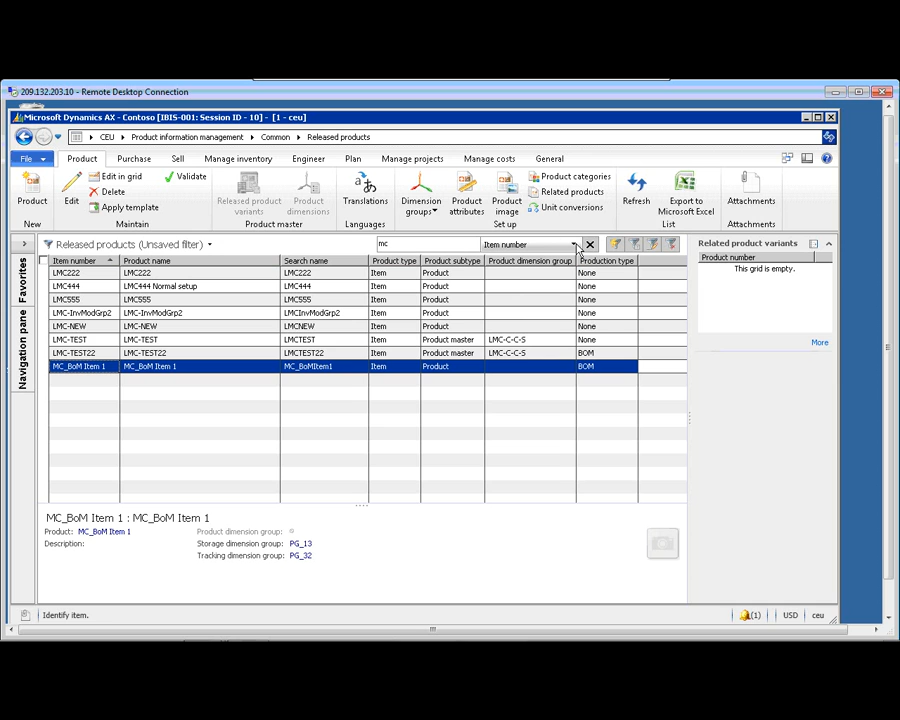 209.132.203.10 - Remote Desktop Connection
Microsoft Dynamics AX - Contoso [IBIS-001: Session ID - 10] - [1 - ceu]
CEU Product information management Common Released products
File Product Purchase Sell Manage inventory Engineer Plan Manage projects Manage costs General
Product
New
Edit
Edit in grid
Delete
Apply template
Validate
Maintain
Released product variants
Product dimensions
Product master
Translations
Languages
Dimension groups
Product attributes
Product image
Product categories
Related products
Unit conversions
Set up
Refresh
Export to Microsoft Excel
List
Attachments
Attachments
Favorites
Navigation pane
Released products (Unsaved filter) mc Item number
Item number Product name Search name Product type Product subtype Product dimension group Production type
LMC222 LMC222 LMC222 Item Product None
LMC444 LMC444 Normal setup LMC444 Item Product None
LMC555 LMC555 LMC555 Item Product None
LMC-InvModGrp2 LMC-InvModGrp2 LMCInvModGrp2 Item Product None
LMC-NEW LMC-NEW LMCNEW Item Product None
LMC-TEST LMC-TEST LMCTEST Item Product master LMC-C-C-S None
LMC-TEST22 LMC-TEST22 LMCTEST22 Item Product master LMC-C-C-S BOM
MC_BoM Item 1 MC_BoM Item 1 MC_BoMItem1 Item Product BOM
Related product variants
Product number
This grid is empty.
More
MC_BoM Item 1 : MC_BoM Item 1
Product: MC_BoM Item 1 Product dimension group:
Description: Storage dimension group: PG_13
Tracking dimension group: PG_32
Identify item. (1) USD ceu